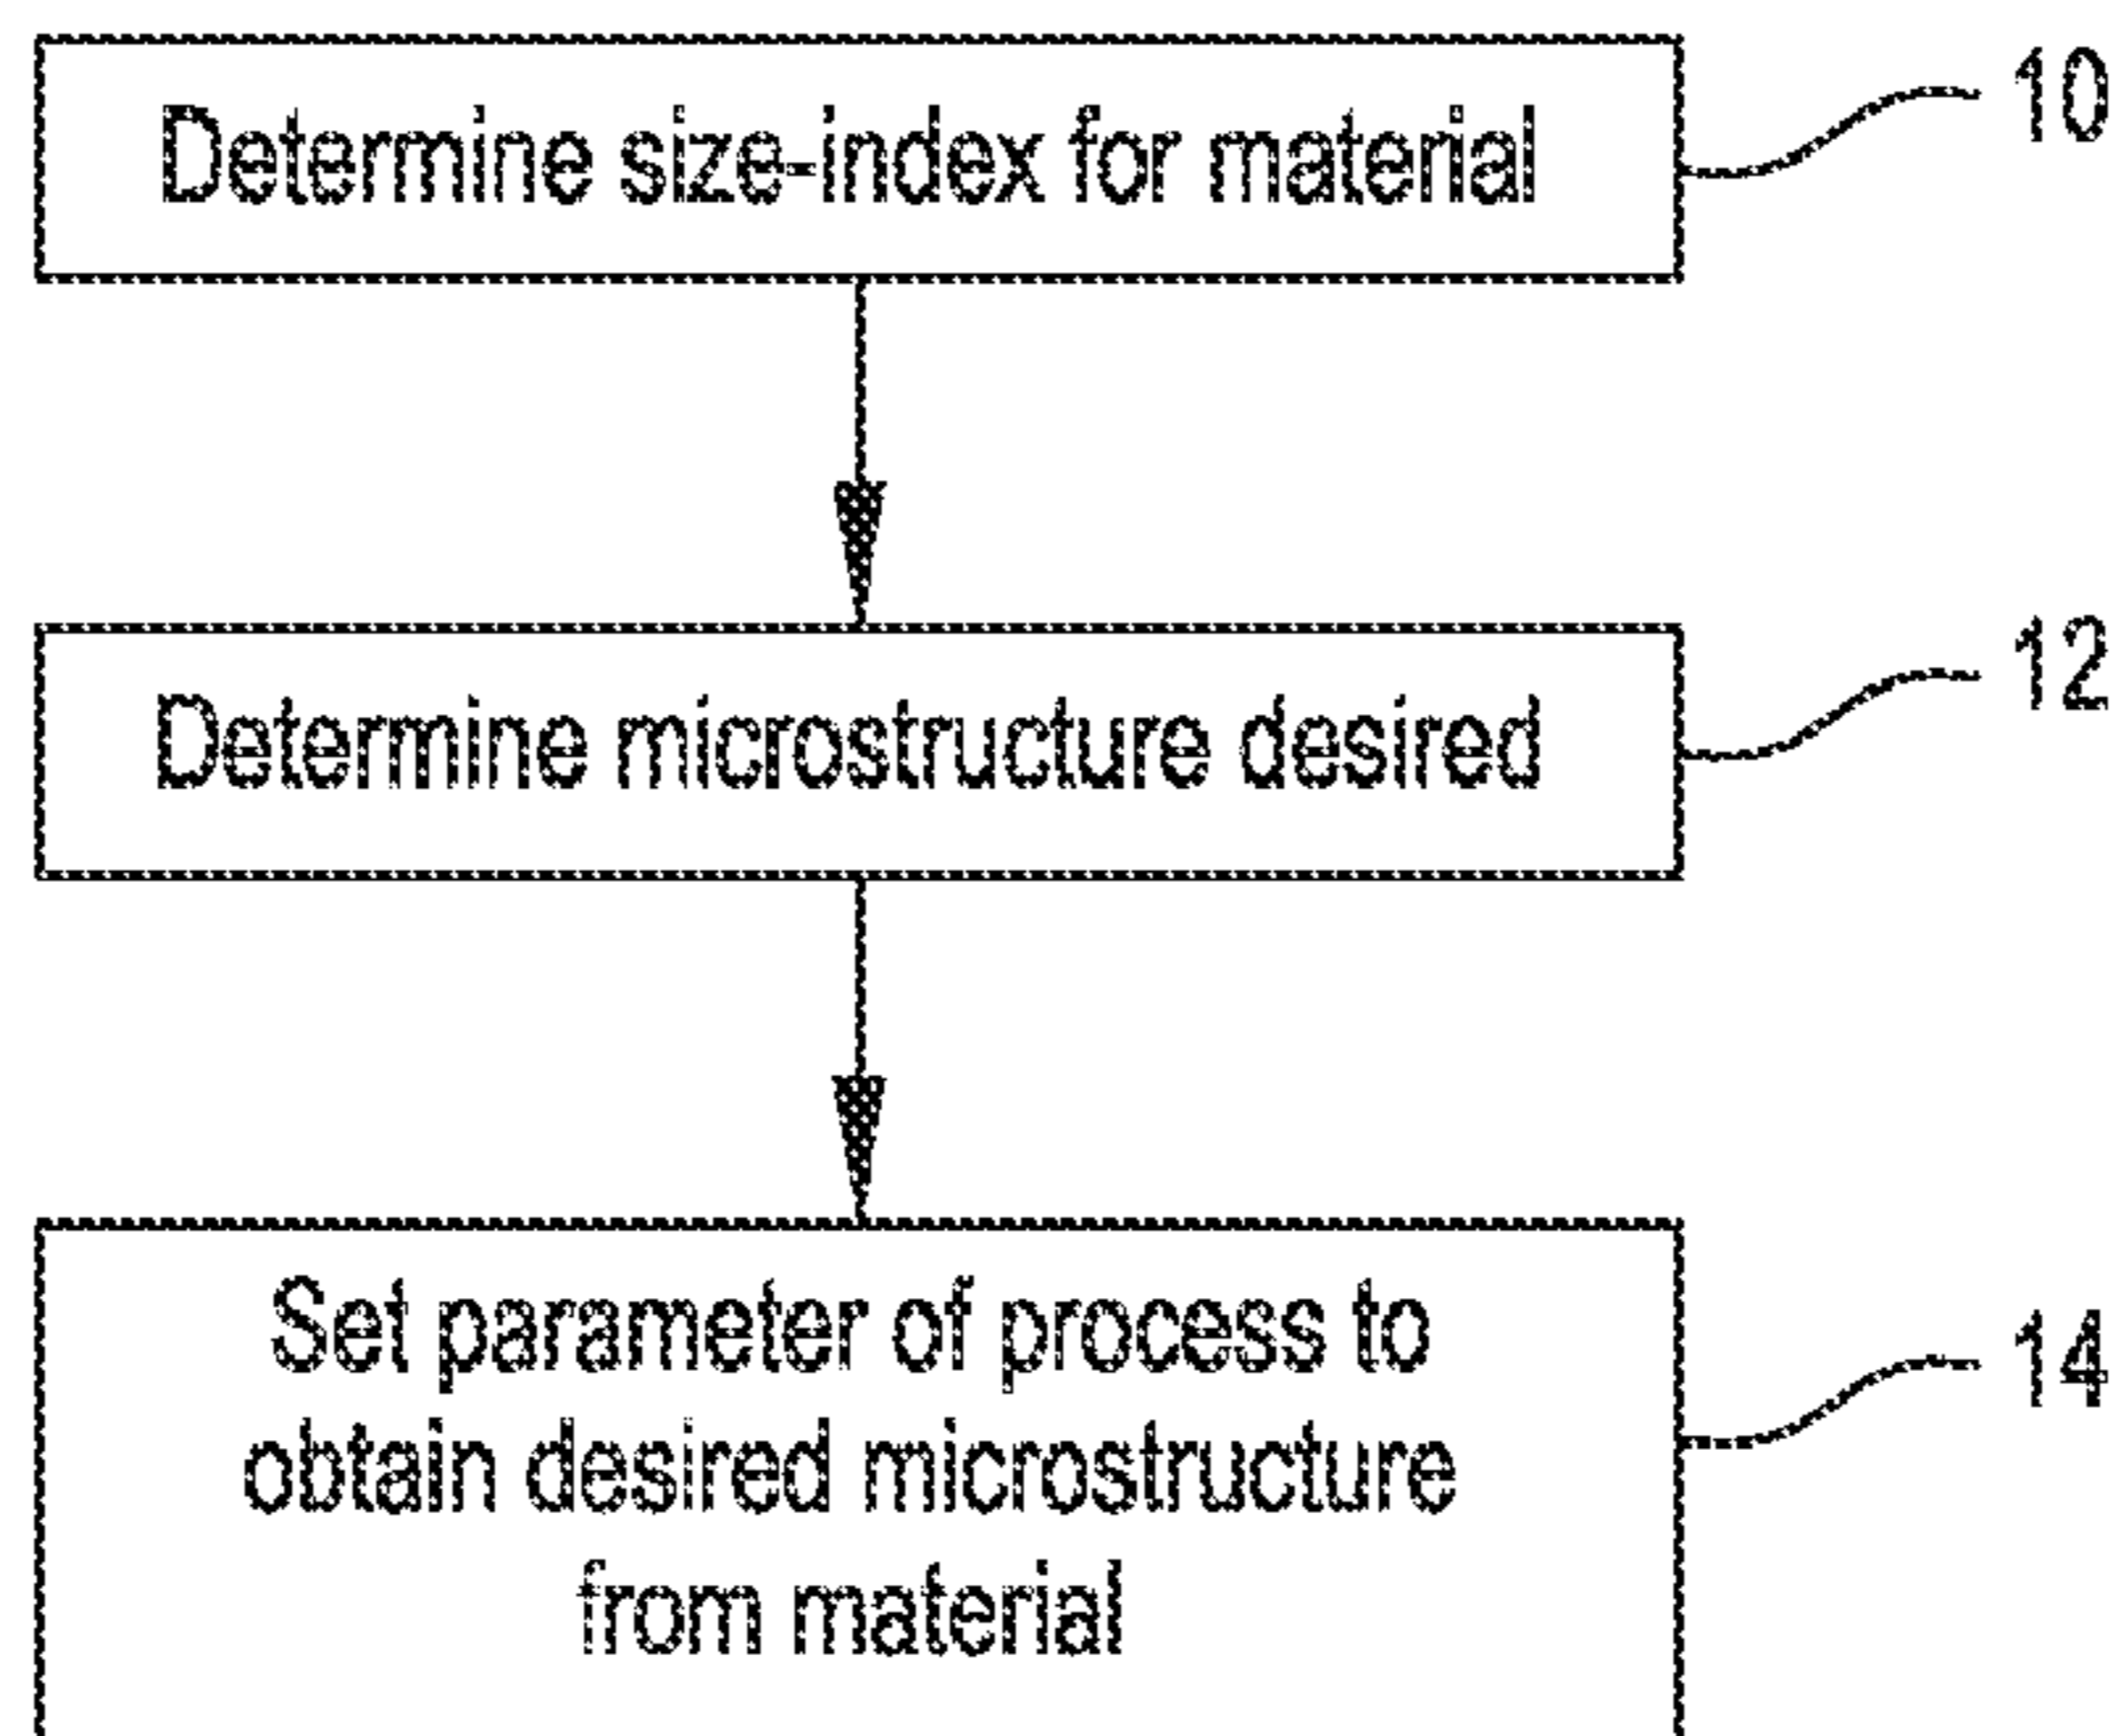 Determine size-index for material
10
Determine microstructure desired
12
Set parameter of process to
obtain desired microstructure
from material
14